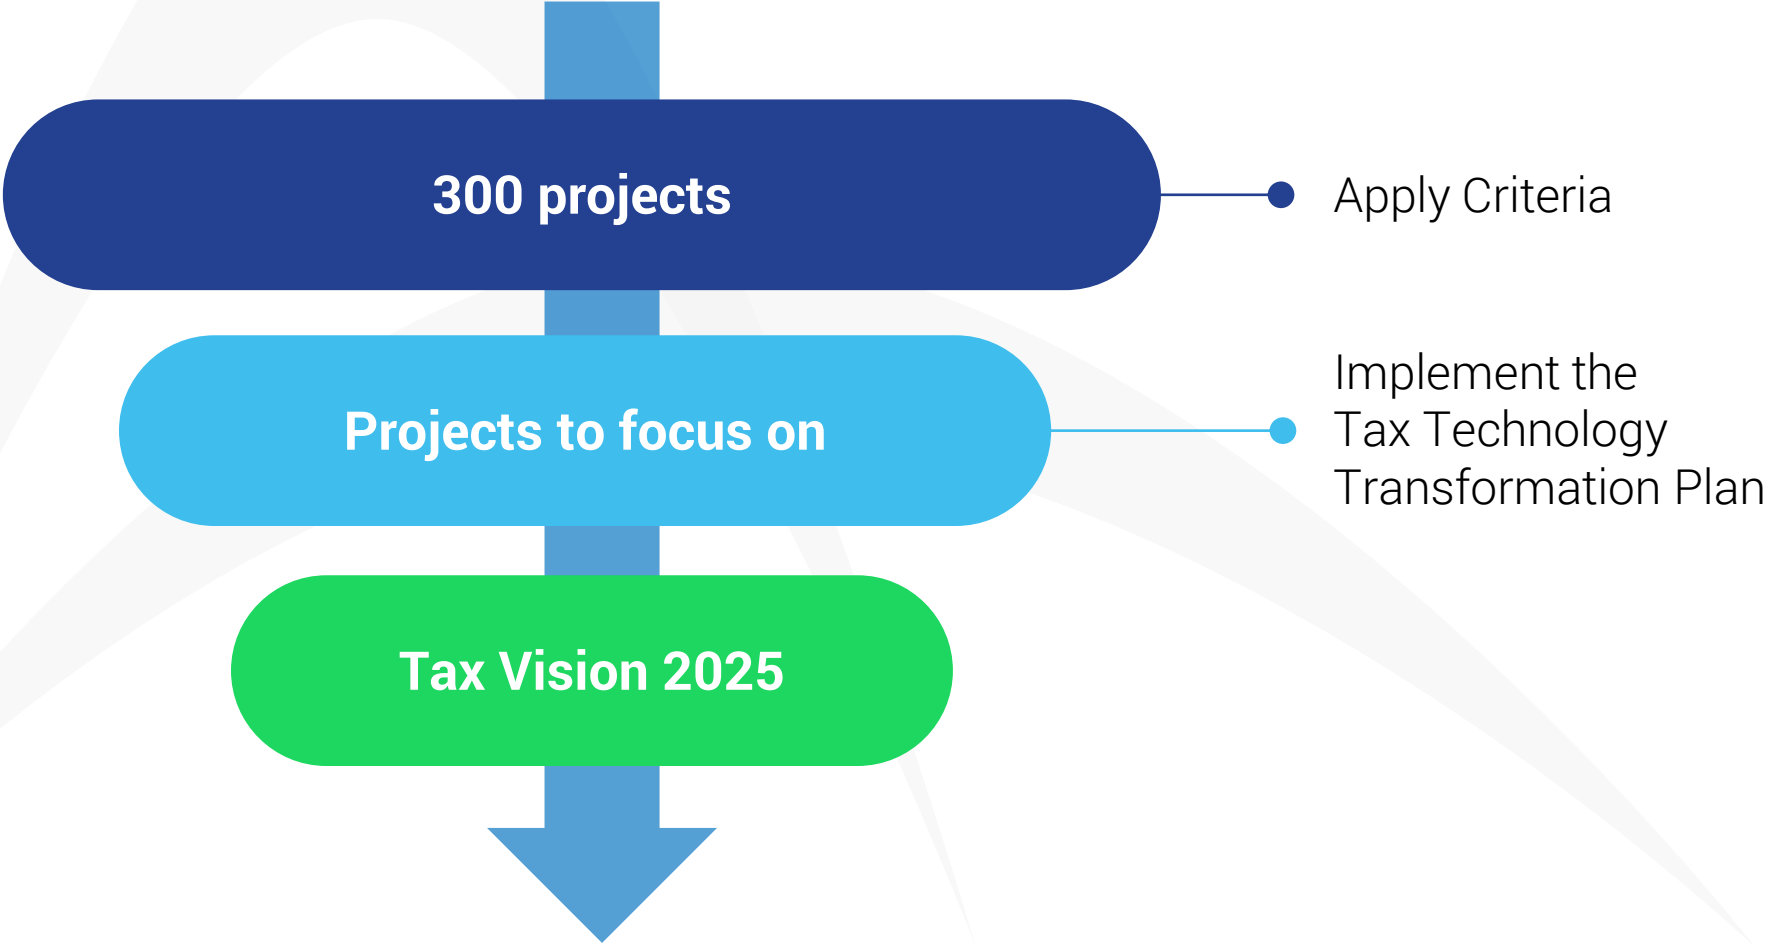 300 projects
Apply Criteria
Projects to focus on
Implement the
Tax Technology
Transformation Plan
Tax Vision 2025